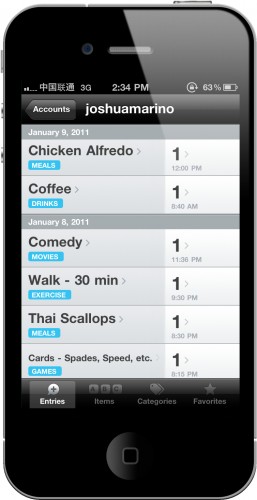 中国联通 3G 2:34 PM 63%
Accounts joshuamarino
January 9, 2011
Chicken Alfredo 1
MEALS 12:00 PM
Coffee 1
DRINKS 8:40 AM
January 8, 2011
Comedy 1
MOVIES 11:36 PM
Walk - 30 min 1
EXERCISE 9:30 PM
Thai Scallops 1
MEALS 8:30 PM
Cards - Spades, Speed, etc. 1
GAMES 8:15 PM
A B C
Entries Items Categories Favorites